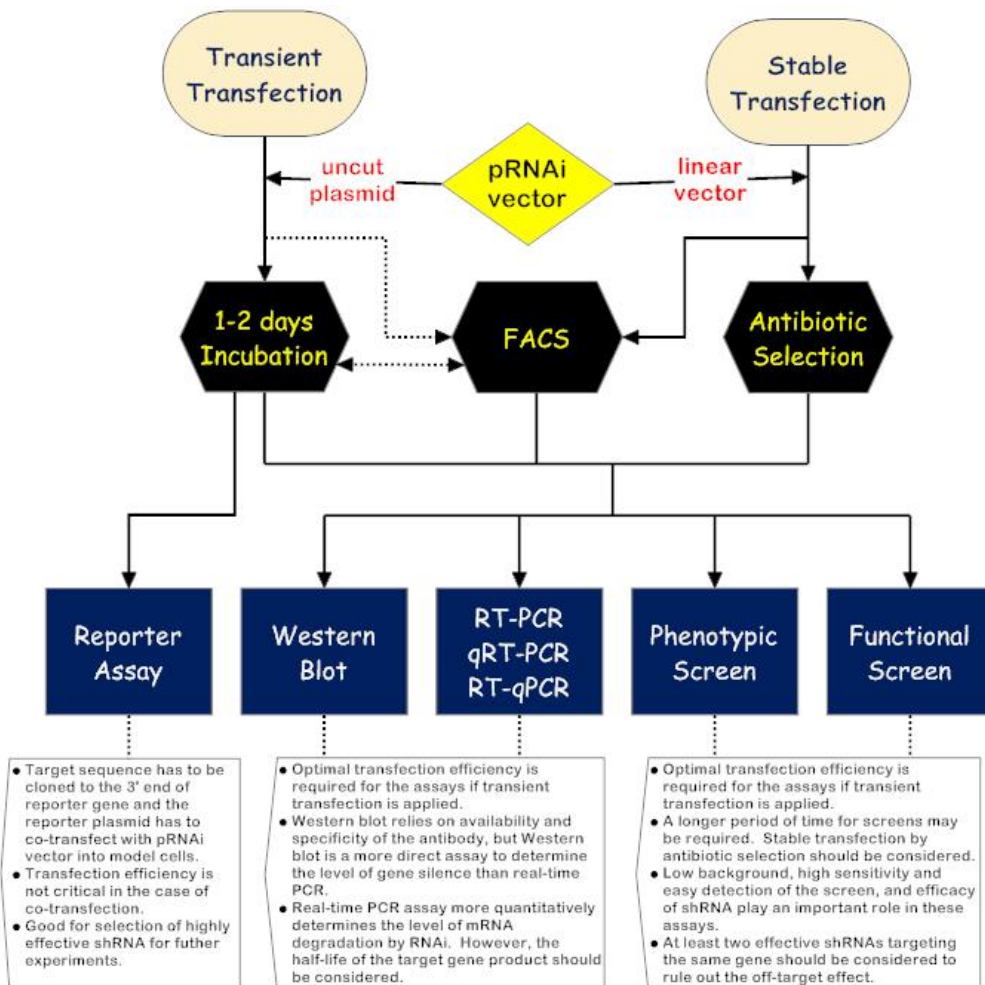 Transient
Transfection
Stable
Transfection
uncut
plasmid
pRNAi
vector
linear
vector
1-2 days
Incubation
FACS
Antibiotic
Selection
Reporter
Assay
Western
Blot
RT-PCR
qRT-PCR
RT-qPCR
Phenotypic
Screen
Functional
Screen
● Target sequence has to be
cloned to the 3' end of
reporter gene and the
reporter plasmid has to
co-transfect with pRNAi
vector into model cells.
● Transfection efficiency is
not critical in the case of
co-transfection.
● Good for selection of highly
effective shRNA for futher
experiments.
● Optimal transfection efficiency is
required for the assays if transient
transfection is applied.
● Western blot relies on availability and
specificity of the antibody, but Western
blot is a more direct assay to determine
the level of gene silence than real-time
PCR.
● Real-time PCR assay more quantitatively
determines the level of mRNA
degradation by RNAi. However, the
half-life of the target gene product should
be considered.
● Optimal transfection efficiency is
required for the assays if transient
transfection is applied.
● A longer period of time for screens may
be required. Stable transfection by
antibiotic selection should be considered.
● Low background, high sensitivity and
easy detection of the screen, and efficacy
of shRNA play an important role in these
assays.
● At least two effective shRNAs targeting
the same gene should be considered to
rule out the off-target effect.